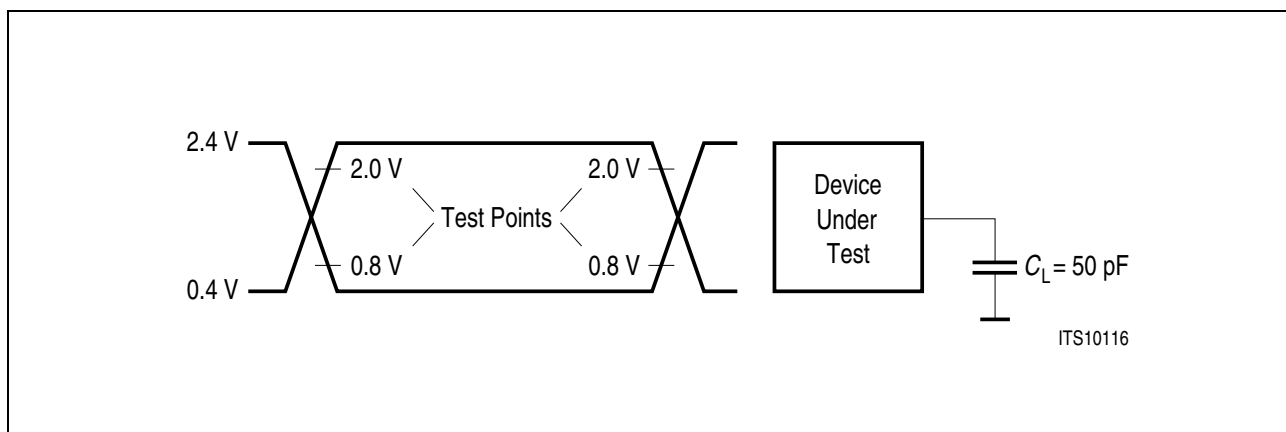 2.4 V
2.0 V
2.0 V
Test Points
0.8 V
0.8 V
0.4 V
Device
Under
Test
C_L = 50 pF
ITS10116